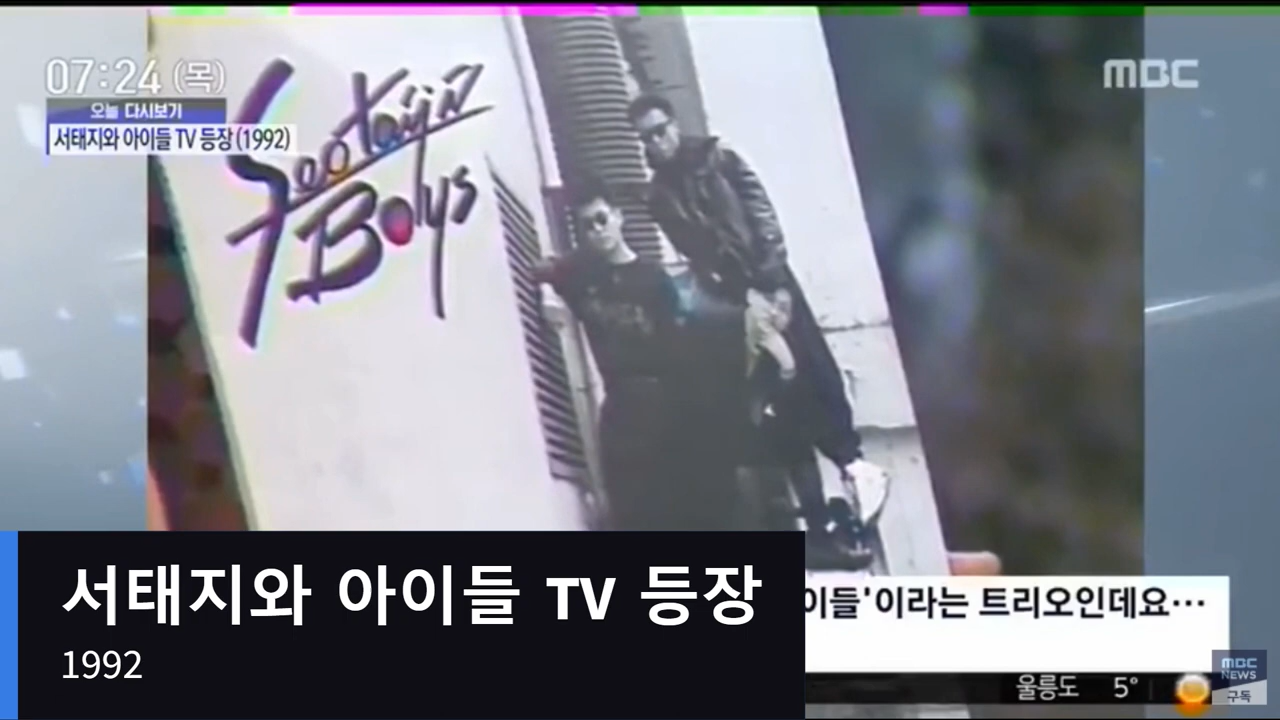 07:24 (목)
오늘 다시보기
서태지와 아이들 TV 등장 (1992)
MBC
Seotaiji n
Boys
서태지와 아이들 TV 등장
1992
이들'이라는 트리오인데요…
울릉도 5°
MBC
NEWS
구독